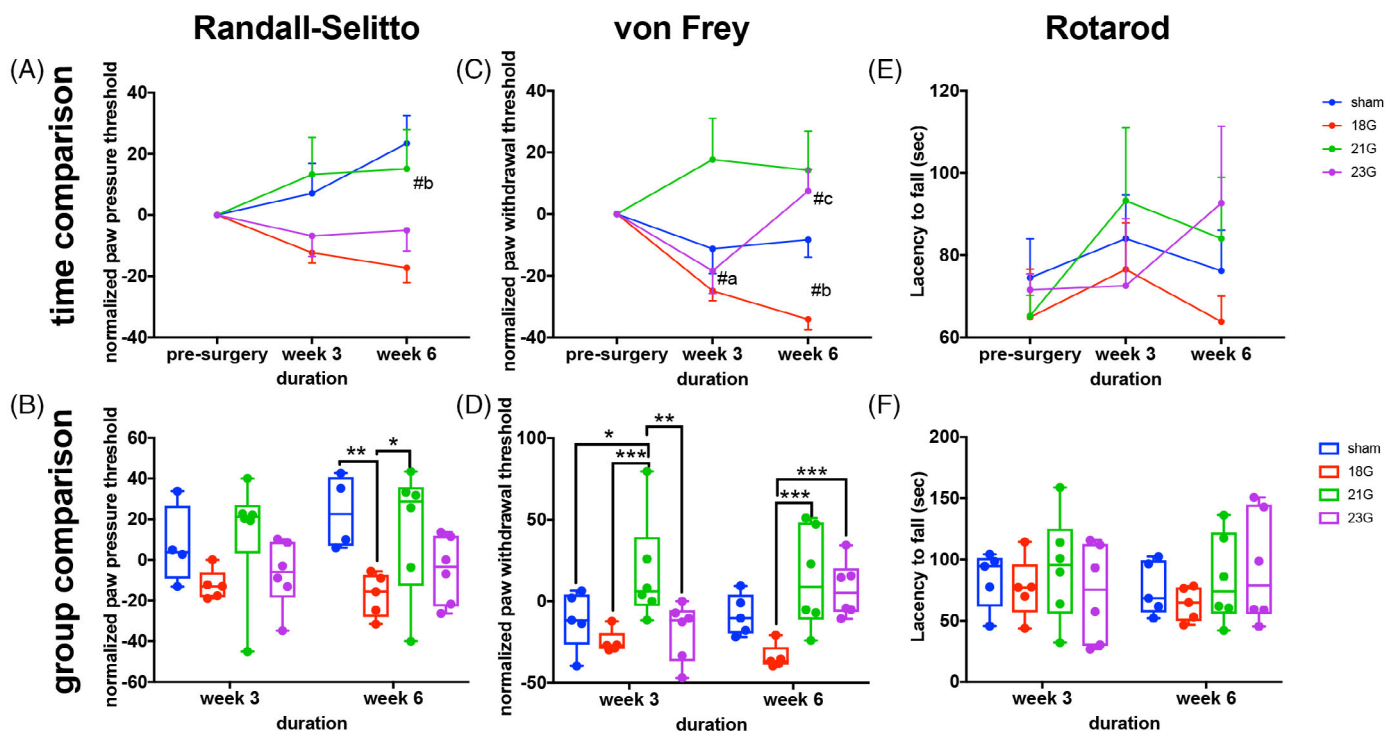 Randall-Selitto
von Frey
Rotarod
time comparison
group comparison
(A)
normalized paw pressure threshold
40
20
0
-20
-40
#b
pre-surgery week 3 week 6
duration
(C)
normalized paw withdrawal threshold
40
20
0
-20
-40
#a
#c
#b
pre-surgery week 3 week 6
duration
(E)
Lacency to fall (sec)
120
100
80
60
pre-surgery week 3 week 6
duration
sham
18G
21G
23G
(B)
normalized paw pressure threshold
60
40
20
0
-20
-40
-60
** *
week 3 week 6
duration
(D)
normalized paw withdrawal threshold
100
50
0
-50
* **
***
***
***
week 3 week 6
duration
(F)
Lacency to fall (sec)
200
150
100
50
0
week 3 week 6
duration
sham
18G
21G
23G